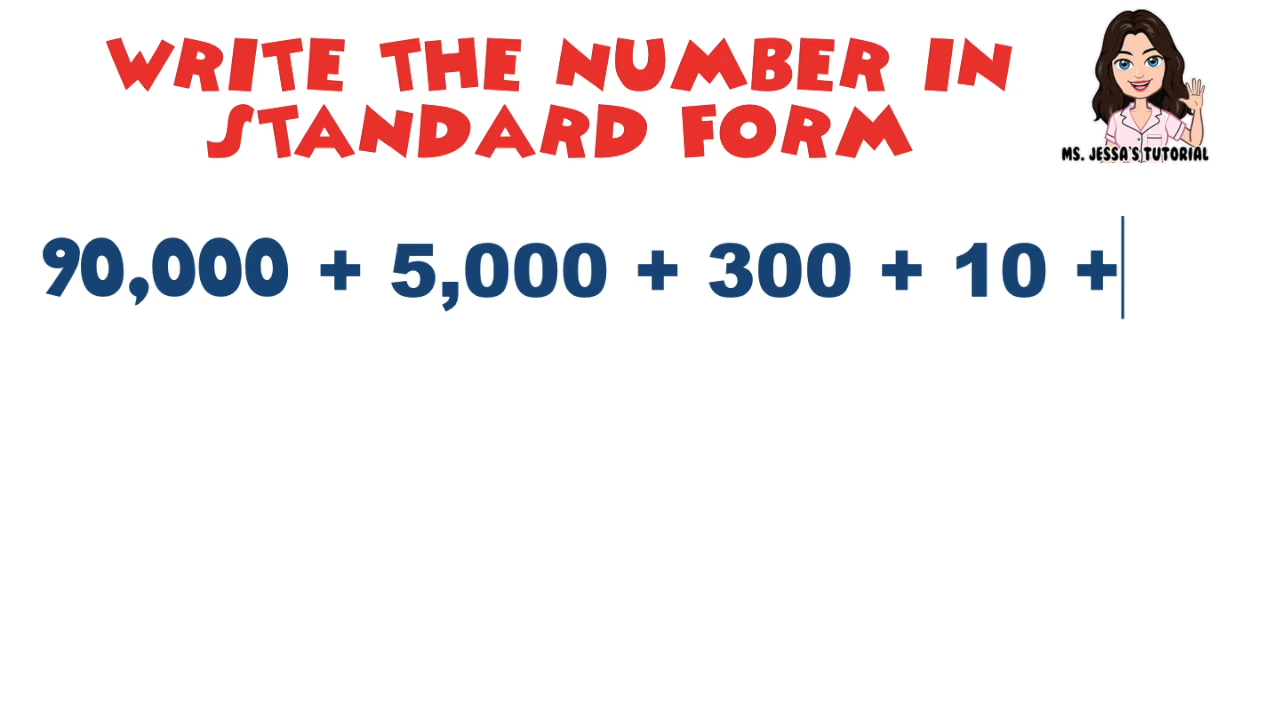 WRITE THE NUMBER IN
STANDARD FORM
MS. JESSA'S TUTORIAL
90,000 + 5,000 + 300 + 10 +